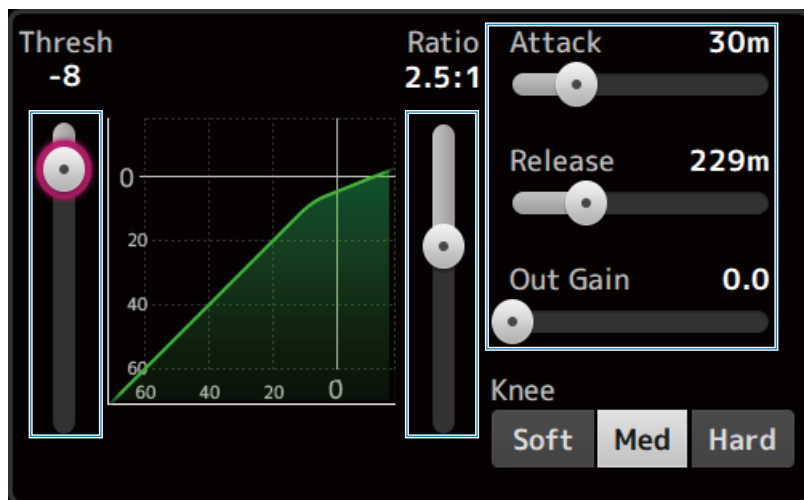 Thresh
-8
Ratio
2.5:1
Attack 30m
Release 229m
Out Gain 0.0
0
20
40
60
60 40 20 0
Knee
Soft Med Hard